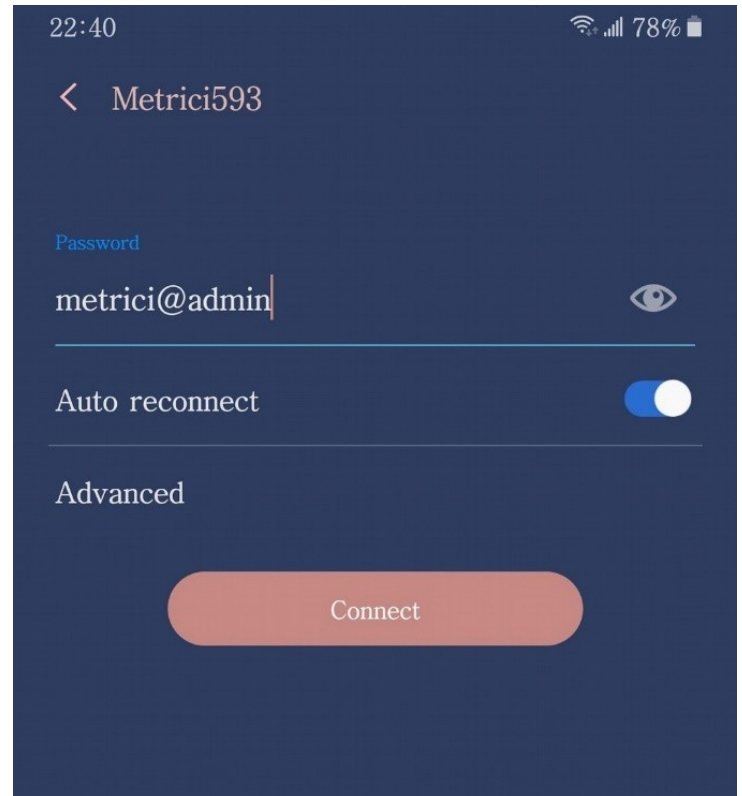 22:40 78%
Metrici593
Password
metrici@admin
Auto reconnect
Advanced
Connect